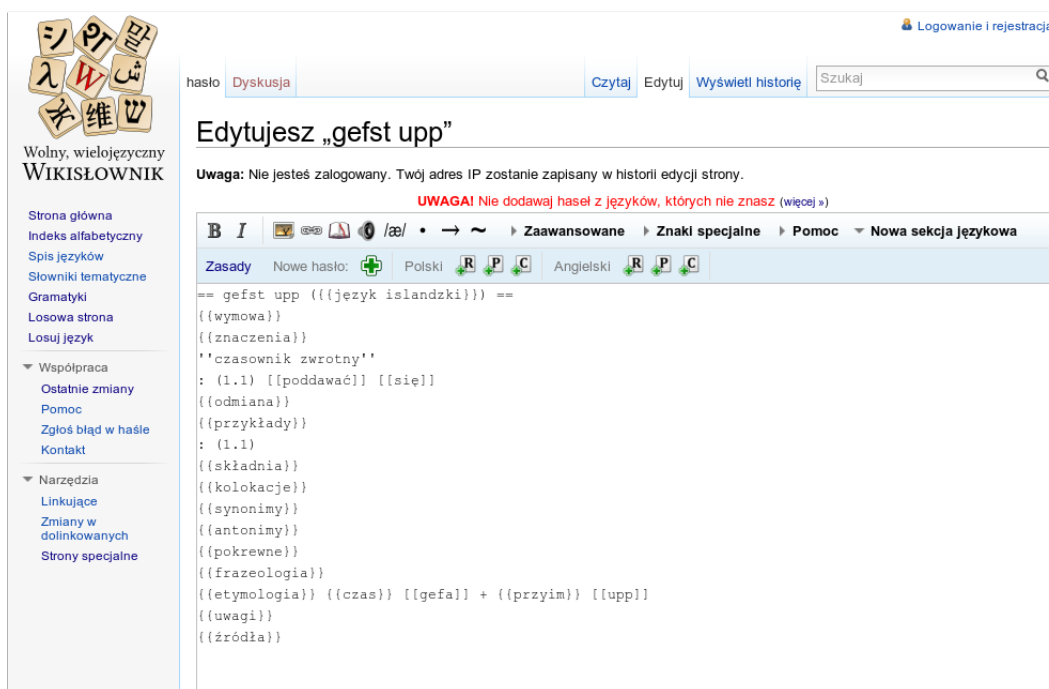 シ
말
λ
W
ش
维
ש
Wolny, wielojęzyczny
WIKISŁOWNIK
Strona główna
Indeks alfabetyczny
Spis języków
Słowniki tematyczne
Gramatyki
Losowa strona
Losuj język
Współpraca
Ostatnie zmiany
Pomoc
Zgłoś błąd w haśle
Kontakt
Narzędzia
Linkujące
Zmiany w
dolinkowanych
Strony specjalne
Logowanie i rejestracja
hasło Dyskusja Czytaj Edytuj Wyświetl historię Szukaj
Edytujesz „gefst upp”
Uwaga: Nie jesteś zalogowany. Twój adres IP zostanie zapisany w historii edycji strony.
UWAGA! Nie dodawaj haseł z języków, których nie znasz (więcej »)
B I /æ/ • → ~ Zaawansowane Znaki specjalne Pomoc Nowa sekcja językowa
Zasady Nowe hasło: Polski R P C Angielski R P C
== gefst upp ({{język islandzki}}) ==
{{wymowa}}
{{znaczenia}}
''czasownik zwrotny''
: (1.1) [[poddawać]] [[się]]
{{odmiana}}
{{przykłady}}
: (1.1)
{{składnia}}
{{kolokacje}}
{{synonimy}}
{{antonimy}}
{{pokrewne}}
{{frazeologia}}
{{etymologia}} {{czas}} [[gefa]] + {{przyim}} [[upp]]
{{uwagi}}
{{źródła}}